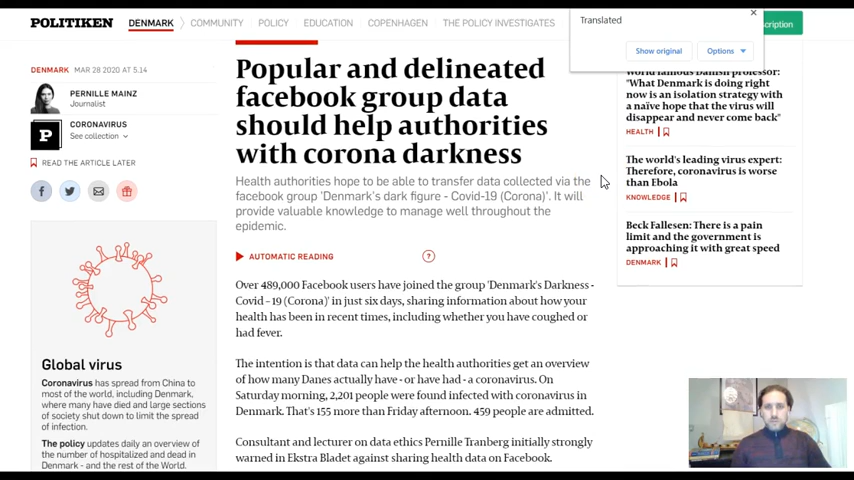 POLITIKEN
DENMARK
COMMUNITY
POLICY
EDUCATION
COPENHAGEN
THE POLICY INVESTIGATES
Translated
Show original
Options
cription
DENMARK MAR 28 2020 AT 5.14
PERNILLE MAINZ
Journalist
P
CORONAVIRUS
See collection
READ THE ARTICLE LATER
Popular and delineated
facebook group data
should help authorities
with corona darkness
Health authorities hope to be able to transfer data collected via the
facebook group 'Denmark's dark figure - Covid-19 (Corona)'. It will
provide valuable knowledge to manage well throughout the
epidemic.
AUTOMATIC READING
?
Over 489,000 Facebook users have joined the group 'Denmark's Darkness -
Covid - 19 (Corona)' in just six days, sharing information about how your
health has been in recent times, including whether you have coughed or
had fever.
The intention is that data can help the health authorities get an overview
of how many Danes actually have - or have had - a coronavirus. On
Saturday morning, 2,201 people were found infected with coronavirus in
Denmark. That's 155 more than Friday afternoon. 459 people are admitted.
Consultant and lecturer on data ethics Pernille Tranberg initially strongly
warned in Ekstra Bladet against sharing health data on Facebook.
Global virus
Coronavirus has spread from China to
most of the world, including Denmark,
where many have died and large sections
of society shut down to limit the spread
of infection.
The policy updates daily an overview of
the number of hospitalized and dead in
Denmark - and the rest of the World.
World famous Danish professor:
"What Denmark is doing right
now is an isolation strategy with
a naïve hope that the virus will
disappear and never come back"
HEALTH
The world's leading virus expert:
Therefore, coronavirus is worse
than Ebola
KNOWLEDGE
Beck Fallesen: There is a pain
limit and the government is
approaching it with great speed
DENMARK